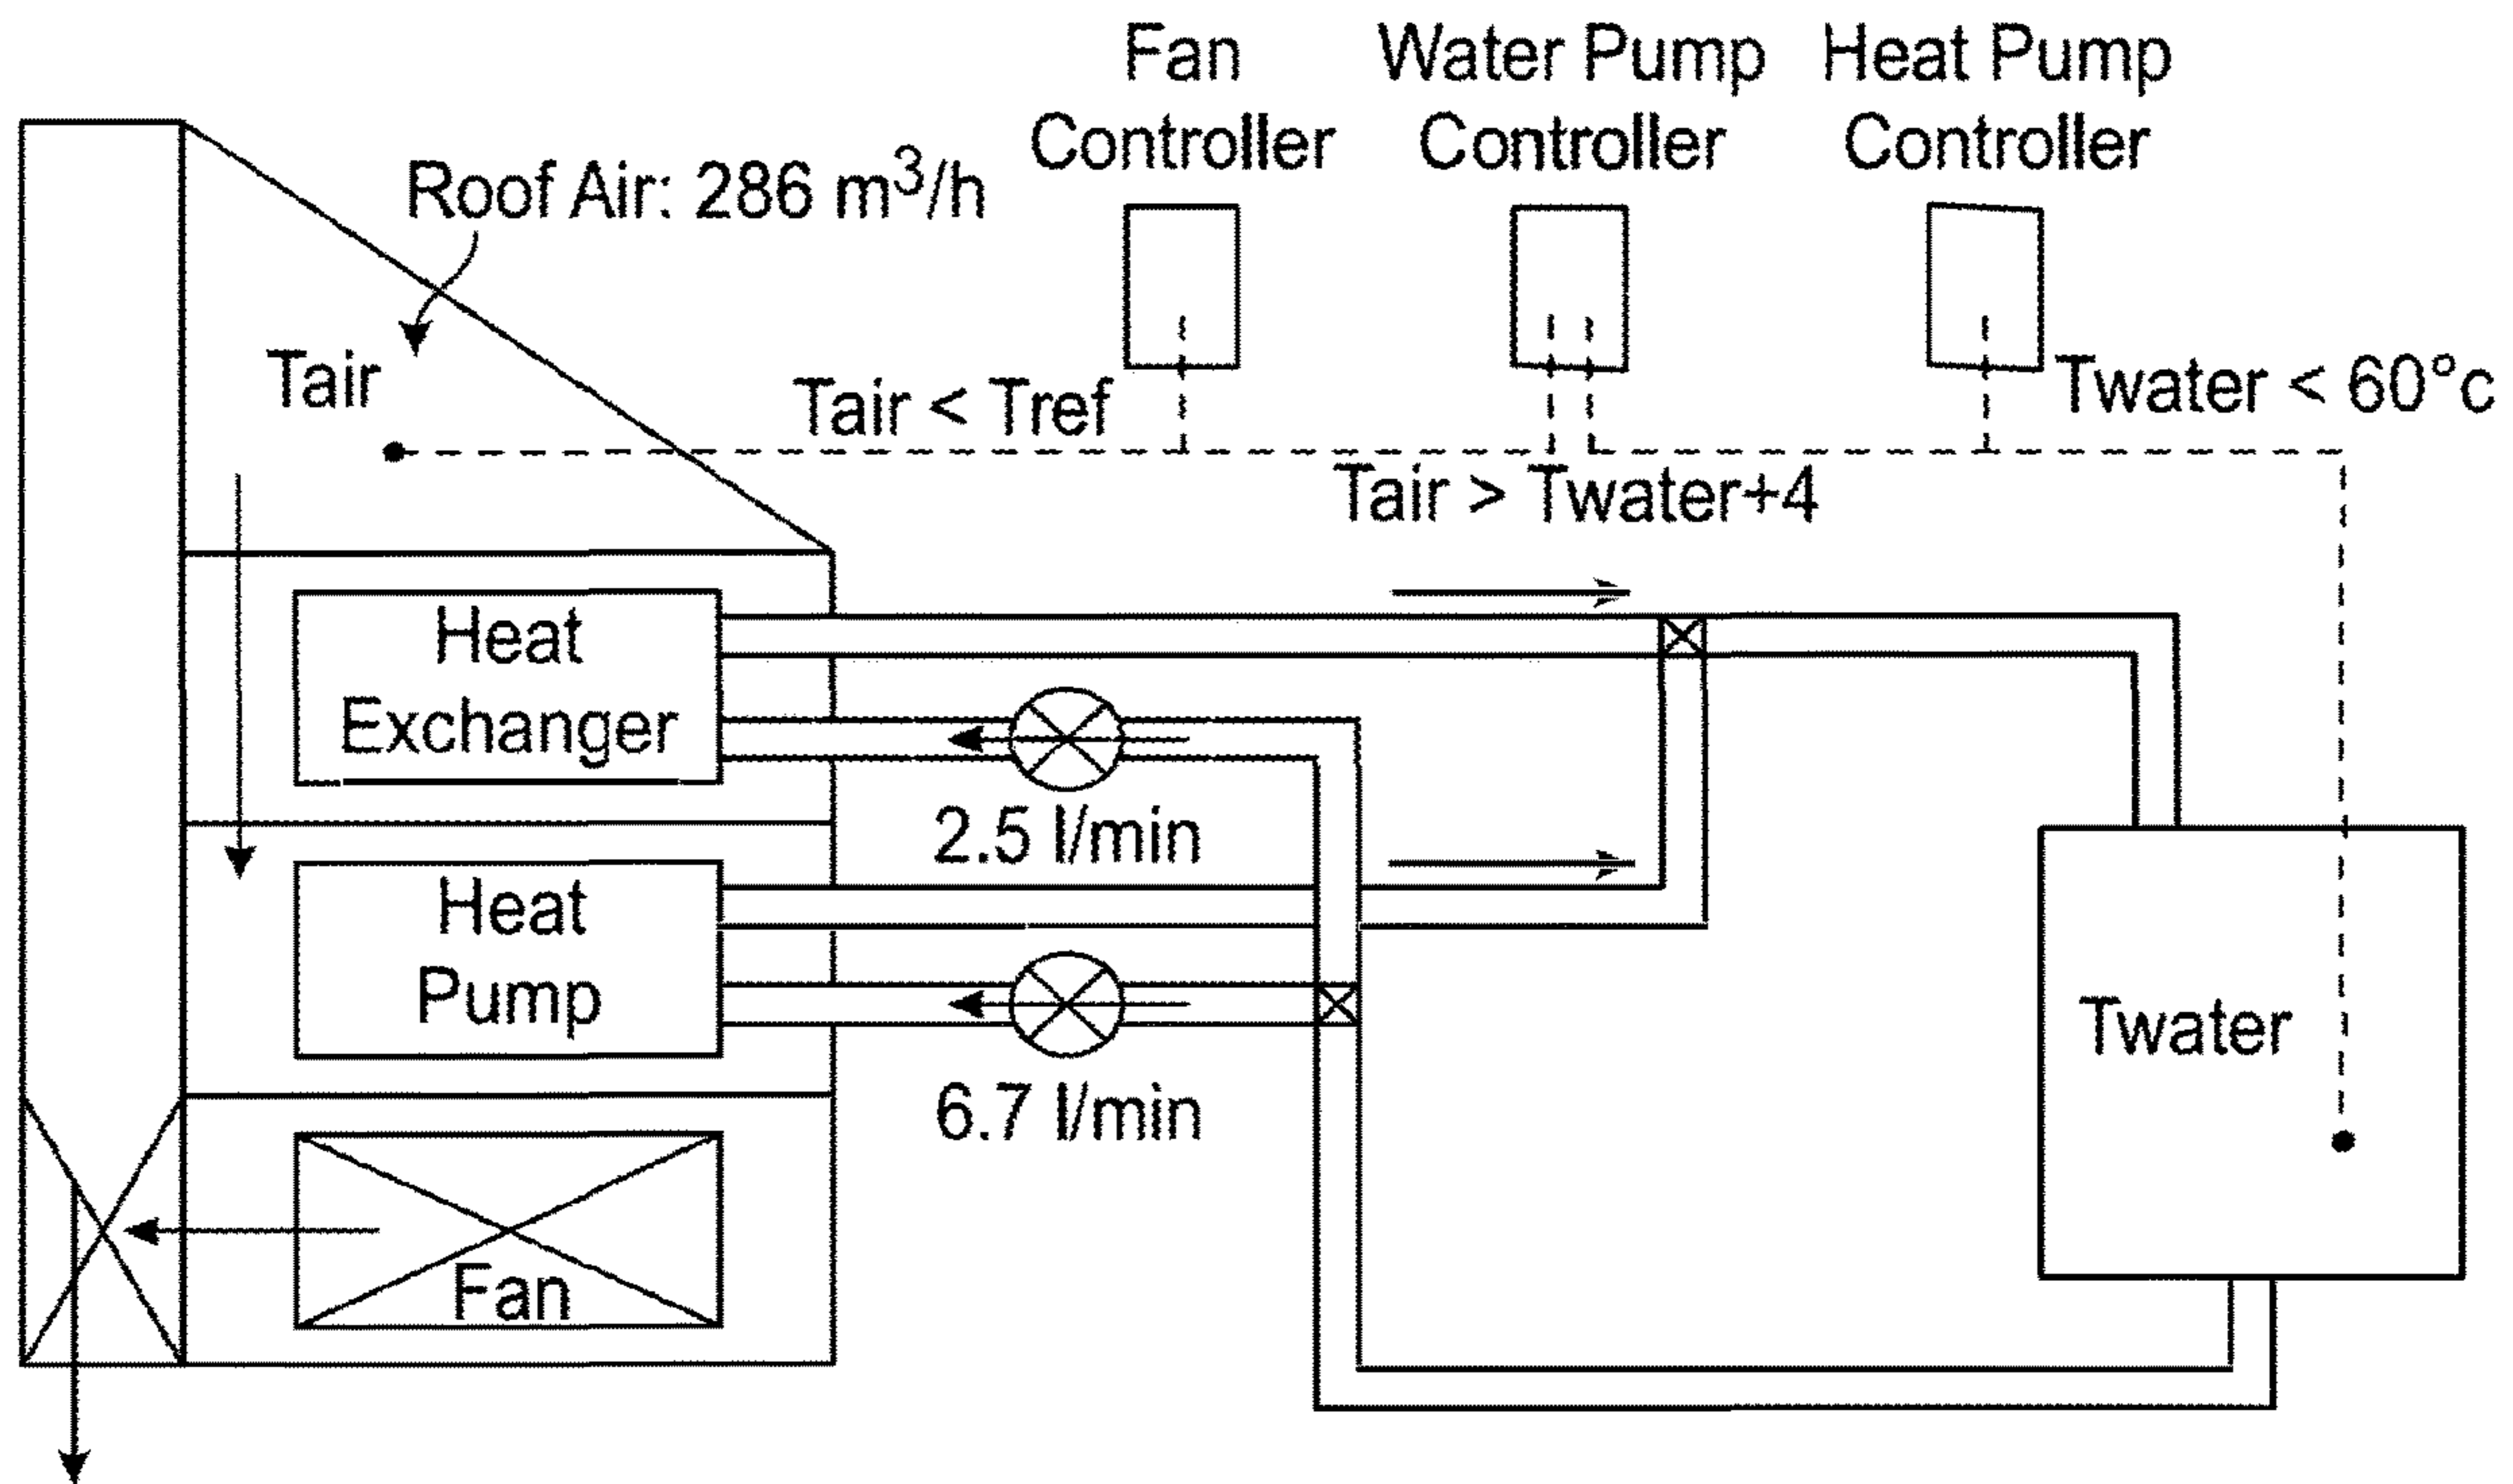 Fan
Controller
Water Pump
Controller
Heat Pump
Controller
Roof Air: 286 m³/h
Tair
Tair < Tref
Twater < 60°c
Tair > Twater+4
Heat
Exchanger
2.5 l/min
Heat
Pump
6.7 l/min
Twater
Fan